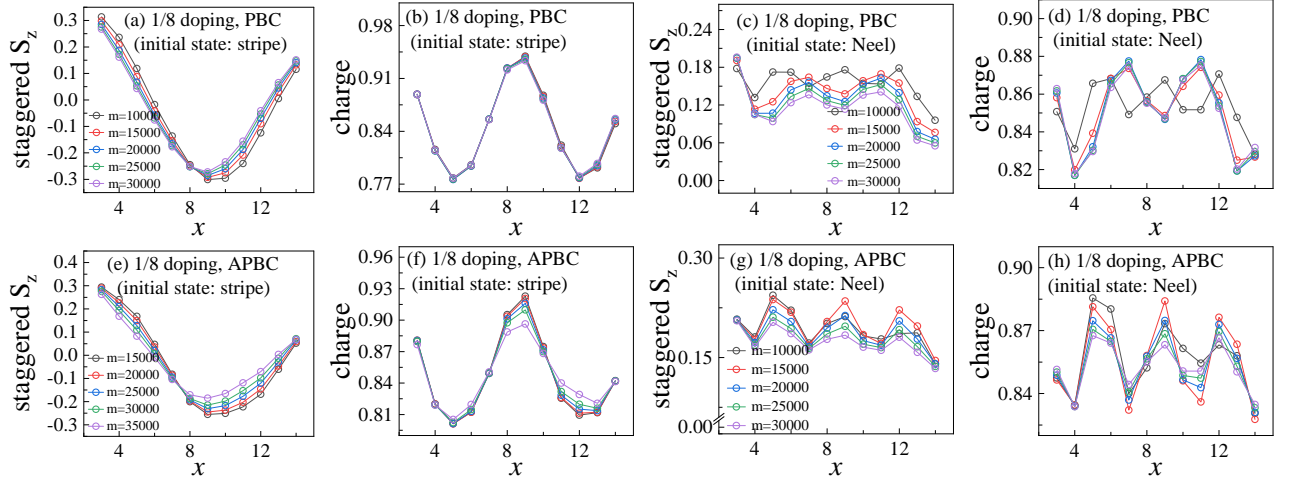 (a) 1/8 doping, PBC
(initial state: stripe)
staggered S_z
0.3
0.2
0.1
0.0
-0.1
-0.2
-0.3
m=10000
m=15000
m=20000
m=25000
m=30000
4
8
12
x
(b) 1/8 doping, PBC
(initial state: stripe)
charge
0.98
0.91
0.84
0.77
4
8
12
x
(c) 1/8 doping, PBC
(initial state: Neel)
staggered S_z
0.24
0.18
0.12
0.06
0.00
m=10000
m=15000
m=20000
m=25000
m=30000
4
8
12
x
(d) 1/8 doping, PBC
(initial state: Neel)
charge
0.90
0.88
0.86
0.84
0.82
4
8
12
x
(e) 1/8 doping, APBC
(initial state: stripe)
staggered S_z
0.4
0.3
0.2
0.1
0.0
-0.1
-0.2
-0.3
m=15000
m=20000
m=25000
m=30000
m=35000
4
8
12
x
(f) 1/8 doping, APBC
(initial state: stripe)
charge
0.96
0.93
0.90
0.87
0.84
0.81
4
8
12
x
(g) 1/8 doping, APBC
(initial state: Neel)
staggered S_z
0.30
0.15
0.00
m=10000
m=15000
m=20000
m=25000
m=30000
4
8
12
x
(h) 1/8 doping, APBC
(initial state: Neel)
charge
0.90
0.87
0.84
4
8
12
x